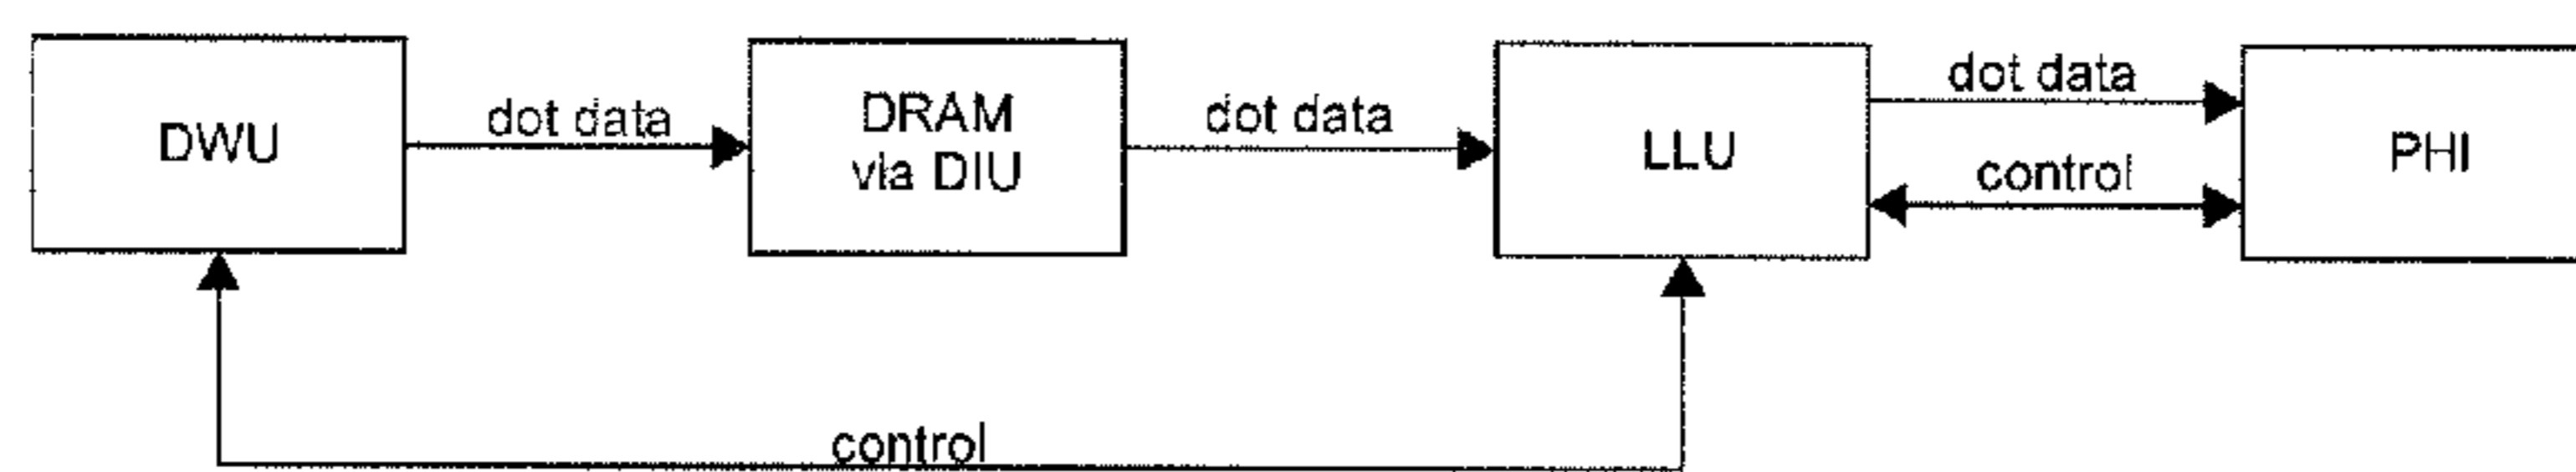 DWU
dot data
DRAM
via DIU
dot data
LLU
dot data
control
PHI
control